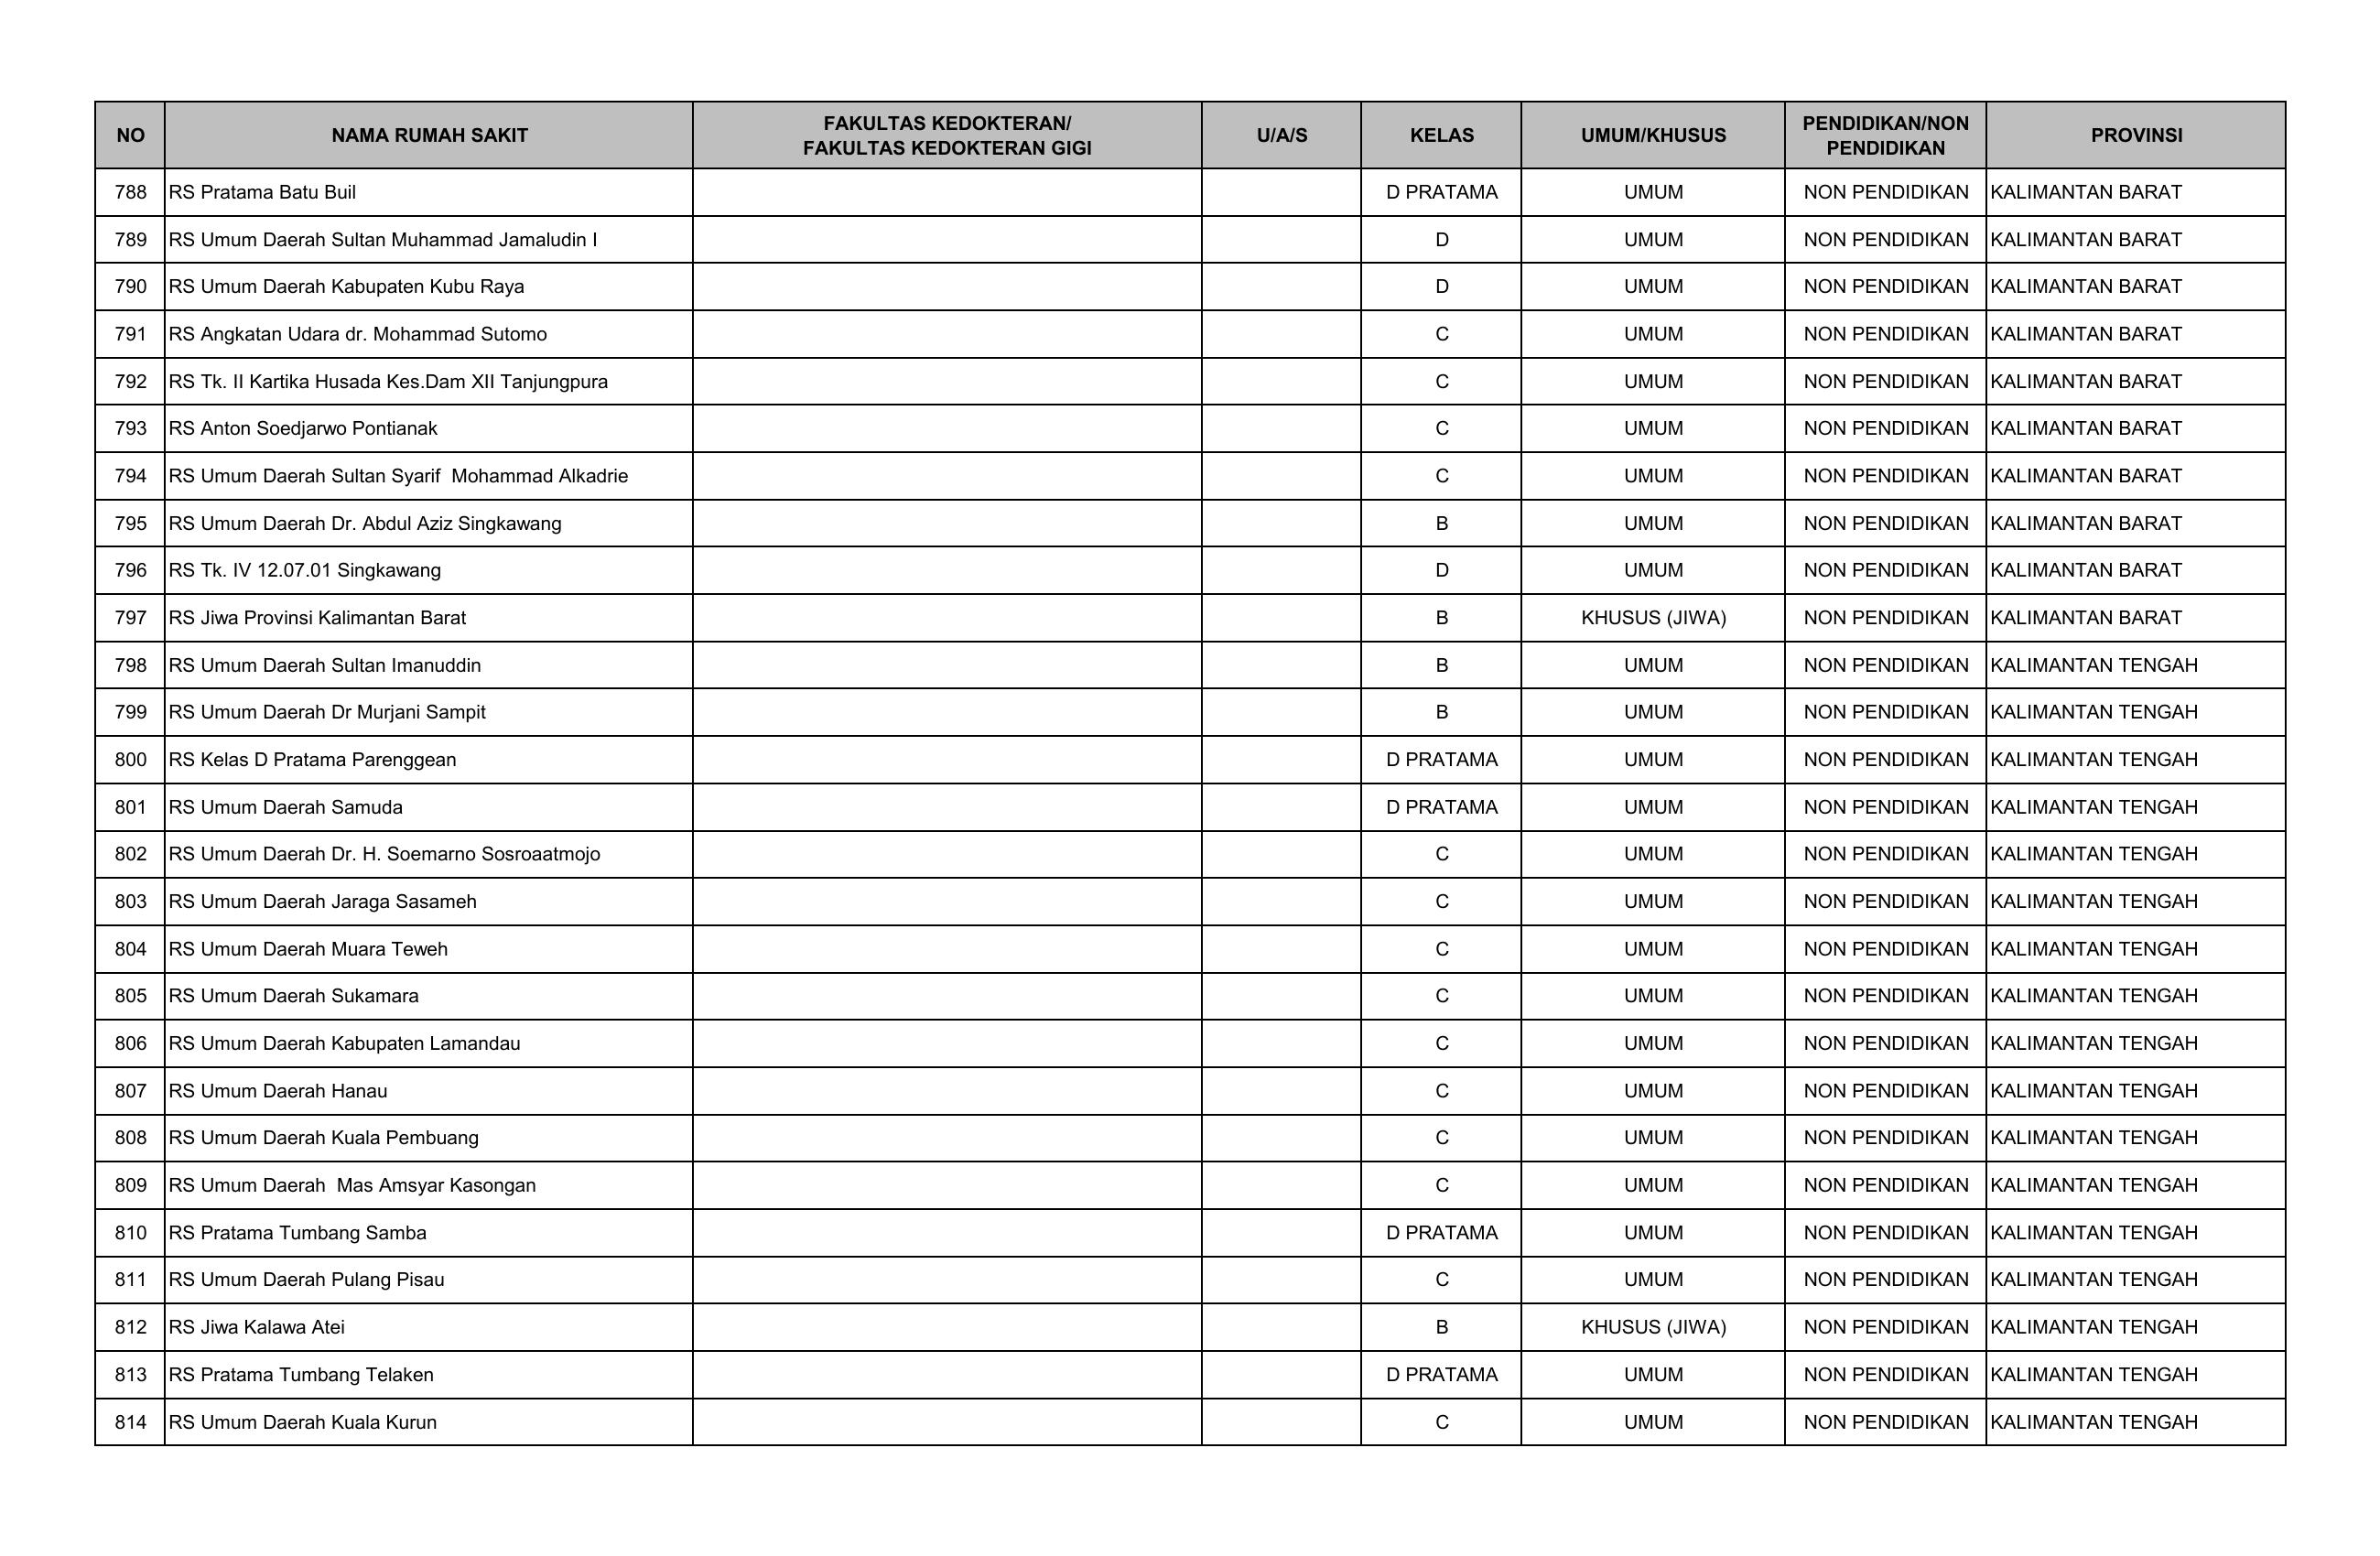 NO NAMA RUMAH SAKIT FAKULTAS KEDOKTERAN/ FAKULTAS KEDOKTERAN GIGI U/A/S KELAS UMUM/KHUSUS PENDIDIKAN/NON PENDIDIKAN PROVINSI
788 RS Pratama Batu Buil D PRATAMA UMUM NON PENDIDIKAN KALIMANTAN BARAT
789 RS Umum Daerah Sultan Muhammad Jamaludin I D UMUM NON PENDIDIKAN KALIMANTAN BARAT
790 RS Umum Daerah Kabupaten Kubu Raya D UMUM NON PENDIDIKAN KALIMANTAN BARAT
791 RS Angkatan Udara dr. Mohammad Sutomo C UMUM NON PENDIDIKAN KALIMANTAN BARAT
792 RS Tk. II Kartika Husada Kes.Dam XII Tanjungpura C UMUM NON PENDIDIKAN KALIMANTAN BARAT
793 RS Anton Soedjarwo Pontianak C UMUM NON PENDIDIKAN KALIMANTAN BARAT
794 RS Umum Daerah Sultan Syarif  Mohammad Alkadrie C UMUM NON PENDIDIKAN KALIMANTAN BARAT
795 RS Umum Daerah Dr. Abdul Aziz Singkawang B UMUM NON PENDIDIKAN KALIMANTAN BARAT
796 RS Tk. IV 12.07.01 Singkawang D UMUM NON PENDIDIKAN KALIMANTAN BARAT
797 RS Jiwa Provinsi Kalimantan Barat B KHUSUS (JIWA) NON PENDIDIKAN KALIMANTAN BARAT
798 RS Umum Daerah Sultan Imanuddin B UMUM NON PENDIDIKAN KALIMANTAN TENGAH
799 RS Umum Daerah Dr Murjani Sampit B UMUM NON PENDIDIKAN KALIMANTAN TENGAH
800 RS Kelas D Pratama Parenggean D PRATAMA UMUM NON PENDIDIKAN KALIMANTAN TENGAH
801 RS Umum Daerah Samuda D PRATAMA UMUM NON PENDIDIKAN KALIMANTAN TENGAH
802 RS Umum Daerah Dr. H. Soemarno Sosroaatmojo C UMUM NON PENDIDIKAN KALIMANTAN TENGAH
803 RS Umum Daerah Jaraga Sasameh C UMUM NON PENDIDIKAN KALIMANTAN TENGAH
804 RS Umum Daerah Muara Teweh C UMUM NON PENDIDIKAN KALIMANTAN TENGAH
805 RS Umum Daerah Sukamara C UMUM NON PENDIDIKAN KALIMANTAN TENGAH
806 RS Umum Daerah Kabupaten Lamandau C UMUM NON PENDIDIKAN KALIMANTAN TENGAH
807 RS Umum Daerah Hanau C UMUM NON PENDIDIKAN KALIMANTAN TENGAH
808 RS Umum Daerah Kuala Pembuang C UMUM NON PENDIDIKAN KALIMANTAN TENGAH
809 RS Umum Daerah  Mas Amsyar Kasongan C UMUM NON PENDIDIKAN KALIMANTAN TENGAH
810 RS Pratama Tumbang Samba D PRATAMA UMUM NON PENDIDIKAN KALIMANTAN TENGAH
811 RS Umum Daerah Pulang Pisau C UMUM NON PENDIDIKAN KALIMANTAN TENGAH
812 RS Jiwa Kalawa Atei B KHUSUS (JIWA) NON PENDIDIKAN KALIMANTAN TENGAH
813 RS Pratama Tumbang Telaken D PRATAMA UMUM NON PENDIDIKAN KALIMANTAN TENGAH
814 RS Umum Daerah Kuala Kurun C UMUM NON PENDIDIKAN KALIMANTAN TENGAH